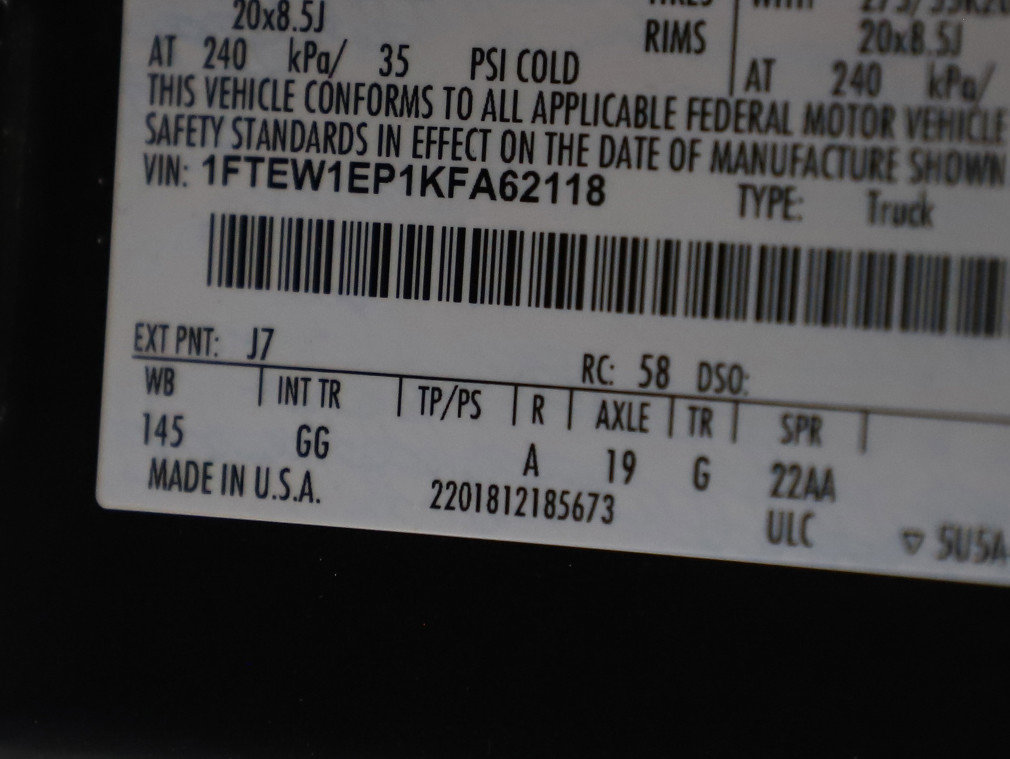 20x8.5J
AT 240 kPa/ 35 PSI COLD
RIMS 20x8.5J
AT 240 kPa/
THIS VEHICLE CONFORMS TO ALL APPLICABLE FEDERAL MOTOR VEHICLE
SAFETY STANDARDS IN EFFECT ON THE DATE OF MANUFACTURE SHOWN
VIN: 1FTEW1EP1KFA62118
TYPE: Truck
EXT PNT: J7 RC: 58 DSO:
WB INT TR TP/PS R AXLE TR SPR
145 GG A 19 G 22AA
MADE IN U.S.A. 2201812185673 ULC ▽ 5U5A